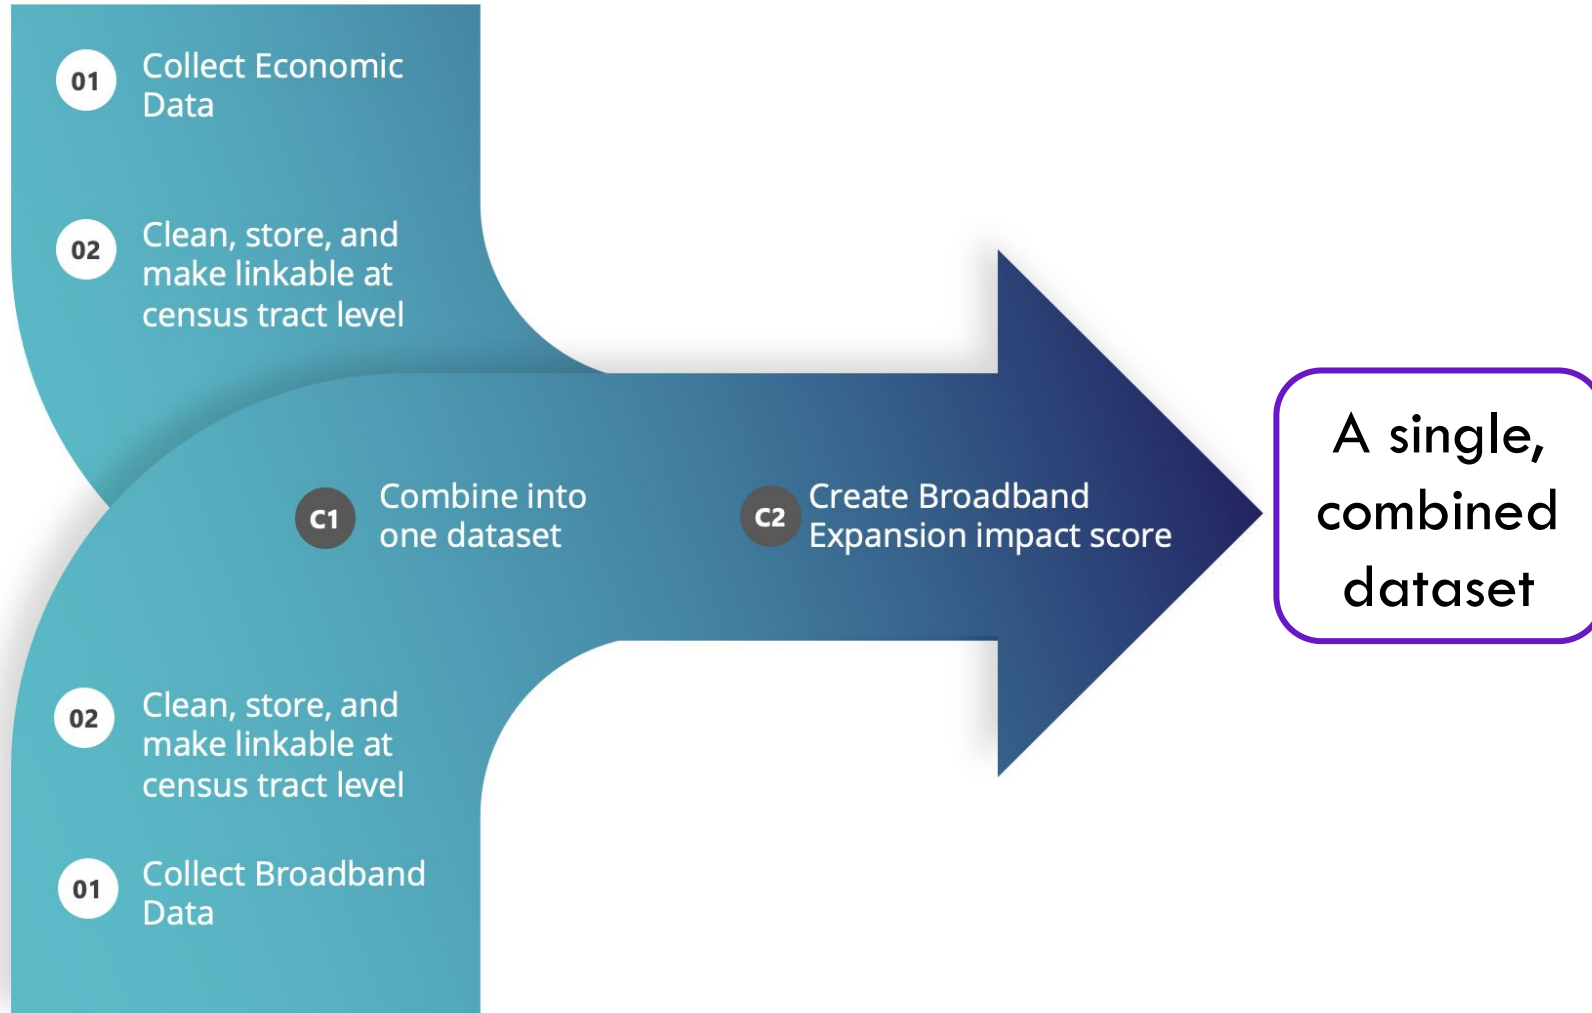 01
Collect Economic
Data
02
Clean, store, and
make linkable at
census tract level
C1
Combine into
one dataset
C2
Create Broadband
Expansion impact score
A single,
combined
dataset
02
Clean, store, and
make linkable at
census tract level
01
Collect Broadband
Data